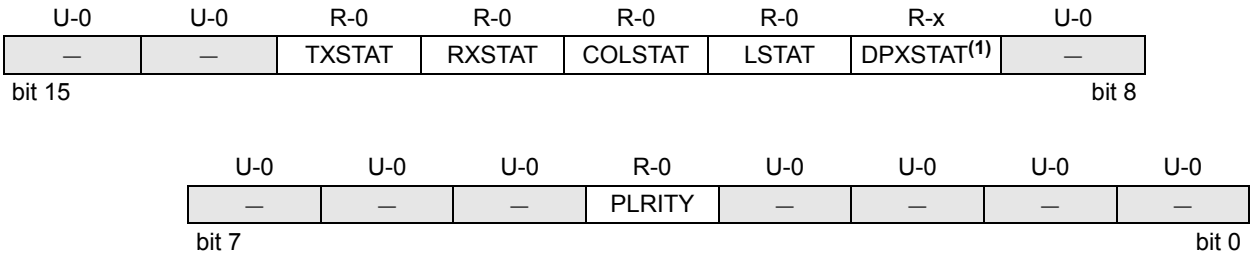 U-0 U-0 R-0 R-0 R-0 R-0 R-x U-0
— — TXSTAT RXSTAT COLSTAT LSTAT DPXSTAT(1) —
bit 15 bit 8
U-0 U-0 U-0 R-0 U-0 U-0 U-0 U-0
— — — PLRITY — — — —
bit 7 bit 0